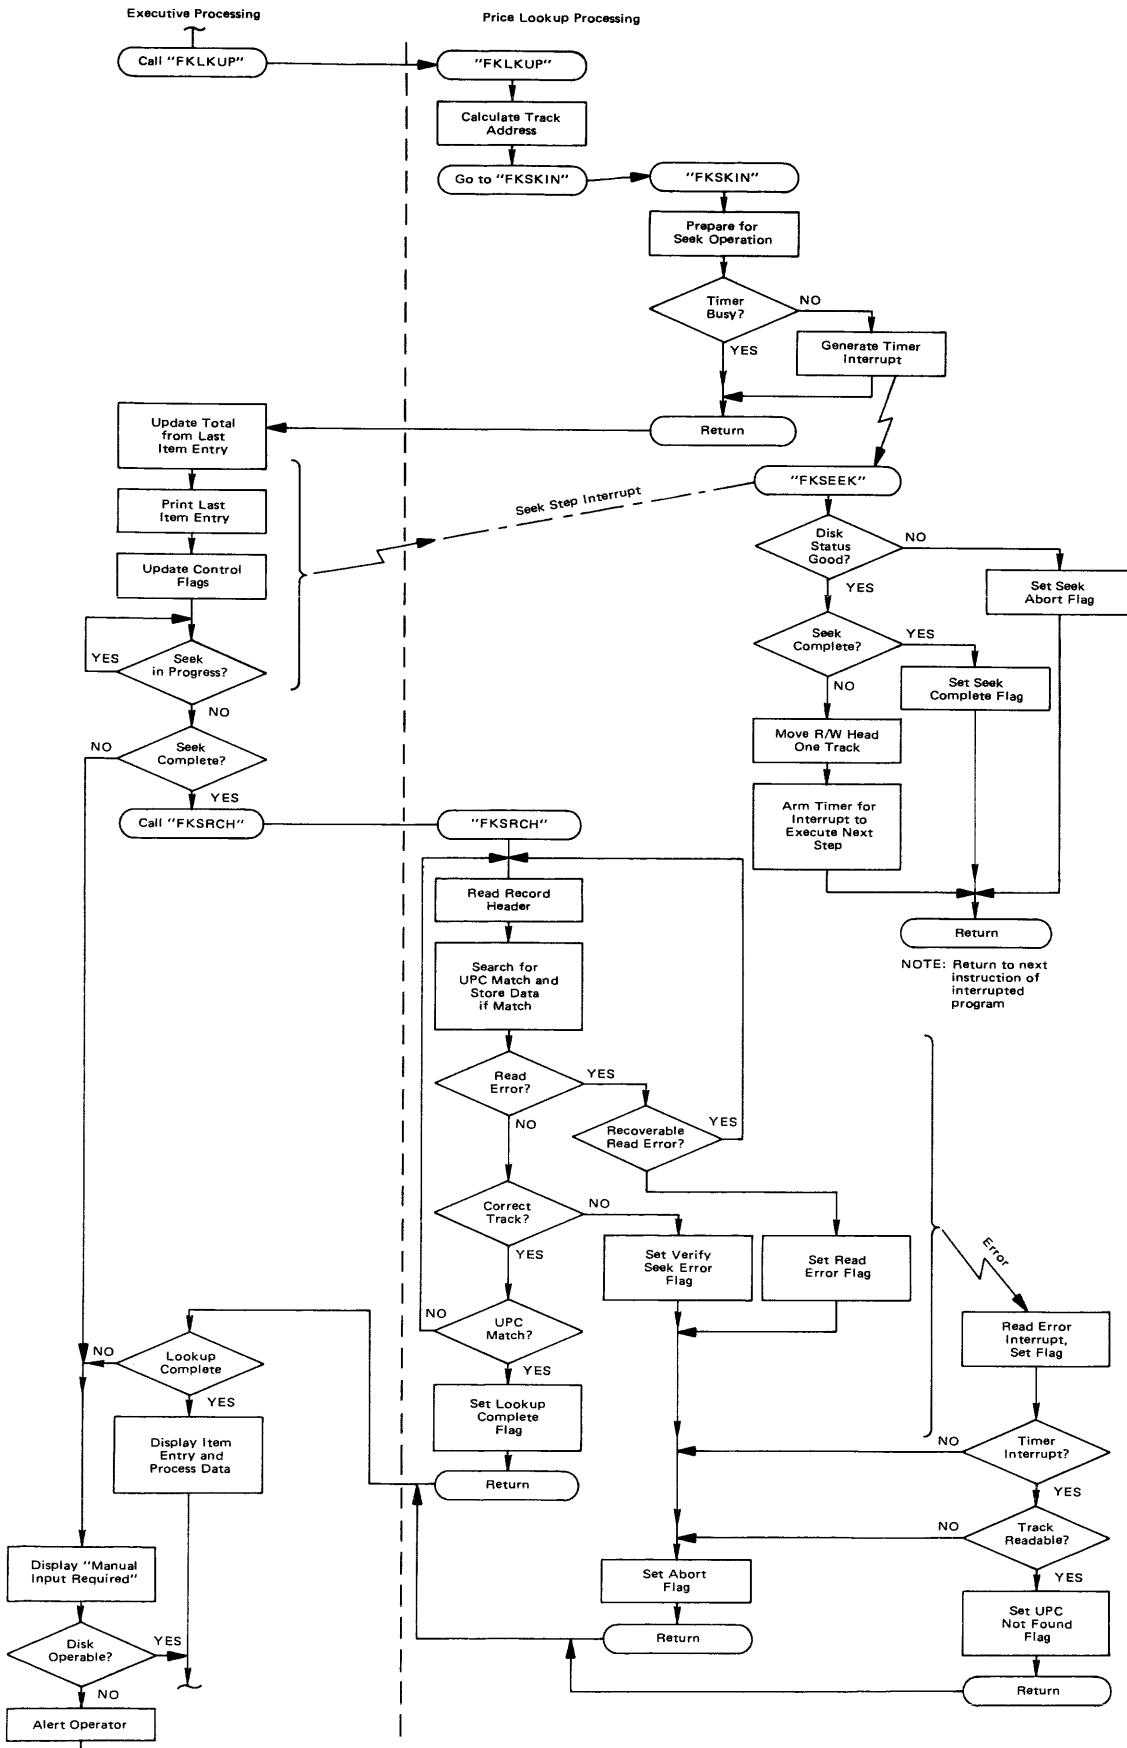 Executive Processing
Price Lookup Processing
Call "FKLKUP"
"FKLKUP"
Calculate Track
Address
Go to "FKSKIN"
"FKSKIN"
Prepare for
Seek Operation
Timer
Busy?
NO
YES
Generate Timer
Interrupt
Return
Update Total
from Last
Item Entry
Print Last
Item Entry
Update Control
Flags
YES
Seek
in Progress?
NO
Seek Step Interrupt
"FKSEEK"
Disk
Status
Good?
NO
YES
Set Seek
Abort Flag
Seek
Complete?
YES
NO
Set Seek
Complete Flag
Move R/W Head
One Track
Arm Timer for
Interrupt to
Execute Next
Step
Return
NOTE: Return to next
instruction of
interrupted
program
NO
Seek
Complete?
YES
Call "FKSRCH"
"FKSRCH"
Read Record
Header
Search for
UPC Match and
Store Data
if Match
Read
Error?
YES
NO
Recoverable
Read Error?
YES
Correct
Track?
NO
YES
Set Verify
Seek Error
Flag
Set Read
Error Flag
Error
Read Error
Interrupt,
Set Flag
NO
UPC
Match?
YES
Set Lookup
Complete
Flag
Return
NO
Lookup
Complete
YES
Display Item
Entry and
Process Data
NO
Timer
Interrupt?
YES
NO
Track
Readable?
YES
Set Abort
Flag
Return
Set UPC
Not Found
Flag
Return
Display "Manual
Input Required"
Disk
Operable?
YES
NO
Alert Operator